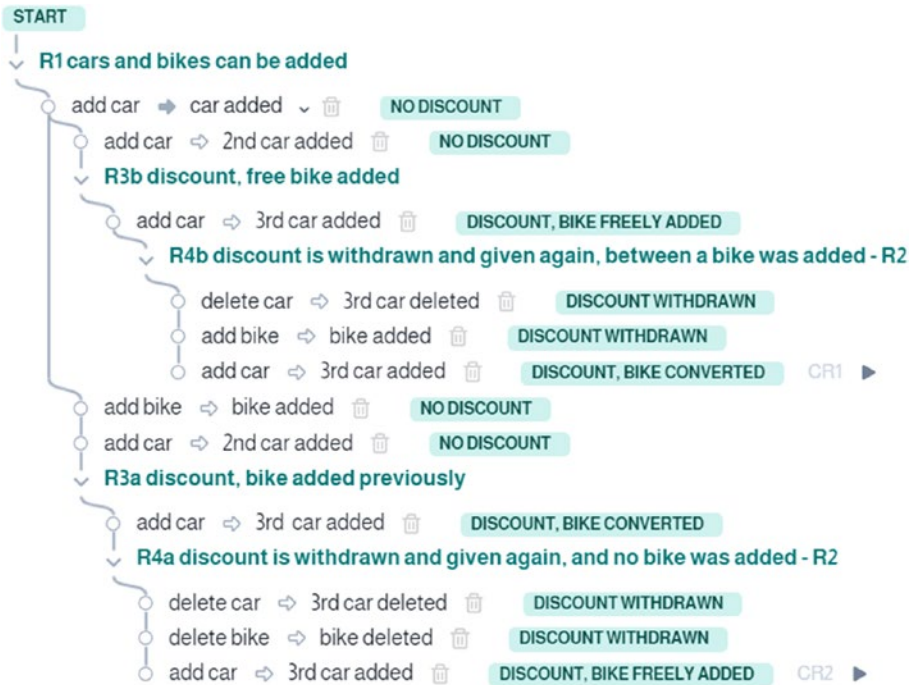 START
R1 cars and bikes can be added
add car ➡ car added NO DISCOUNT
add car ⇨ 2nd car added NO DISCOUNT
R3b discount, free bike added
add car ⇨ 3rd car added DISCOUNT, BIKE FREELY ADDED
R4b discount is withdrawn and given again, between a bike was added - R2
delete car ⇨ 3rd car deleted DISCOUNT WITHDRAWN
add bike ⇨ bike added DISCOUNT WITHDRAWN
add car ⇨ 3rd car added DISCOUNT, BIKE CONVERTED CR1
add bike ⇨ bike added NO DISCOUNT
add car ⇨ 2nd car added NO DISCOUNT
R3a discount, bike added previously
add car ⇨ 3rd car added DISCOUNT, BIKE CONVERTED
R4a discount is withdrawn and given again, and no bike was added - R2
delete car ⇨ 3rd car deleted DISCOUNT WITHDRAWN
delete bike ⇨ bike deleted DISCOUNT WITHDRAWN
add car ⇨ 3rd car added DISCOUNT, BIKE FREELY ADDED CR2